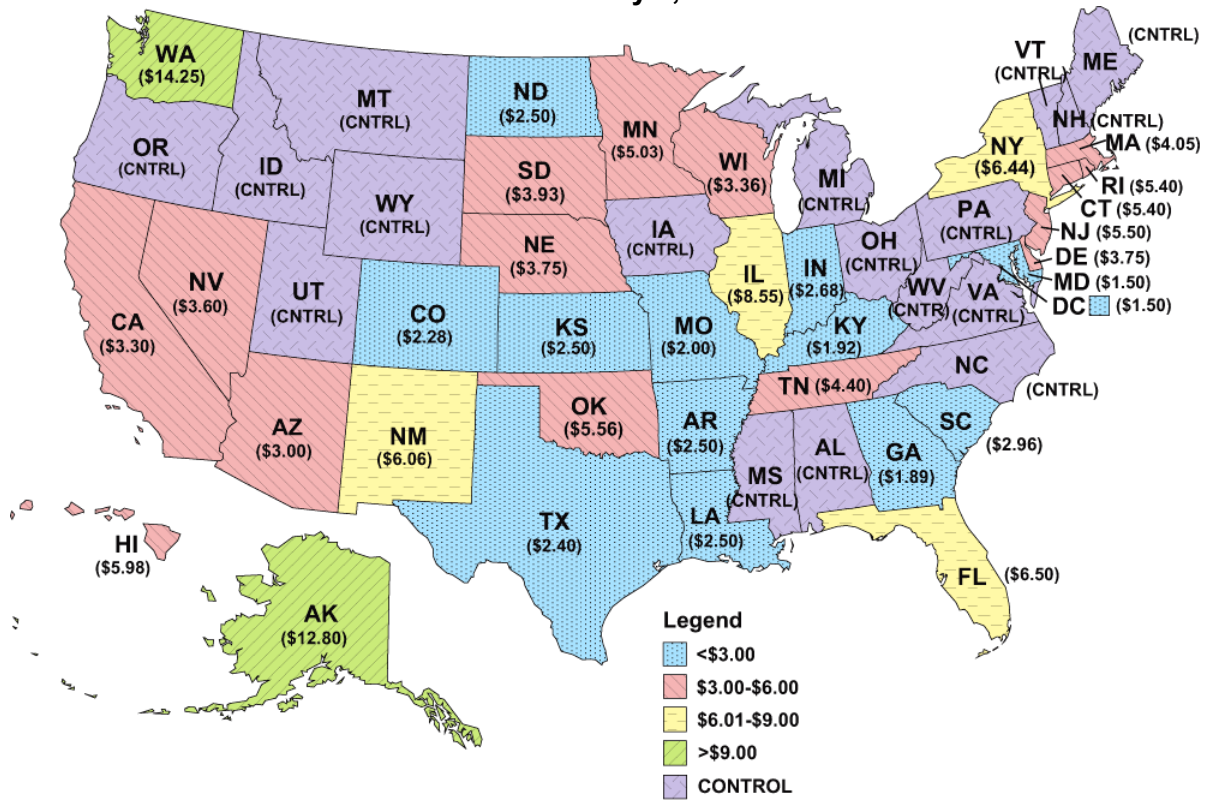 WA
($14.25)
OR
(CNTRL)
ID
(CNTRL)
MT
(CNTRL)
WY
(CNTRL)
ND
($2.50)
SD
($3.93)
NE
($3.75)
MN
($5.03)
WI
($3.36)
IA
(CNTRL)
MI
(CNTRL)
IL
($8.55)
IN
($2.68)
OH
(CNTRL)
PA
(CNTRL)
NY
($6.44)
VT
(CNTRL)
ME
(CNTRL)
NH (CNTRL)
MA ($4.05)
RI ($5.40)
CT ($5.40)
NJ ($5.50)
DE ($3.75)
MD ($1.50)
DC ($1.50)
WV
(CNTR)
VA
(CNTRL)
KY
($1.92)
NC
(CNTRL)
TN ($4.40)
SC
($2.96)
GA
($1.89)
AL
(CNTRL)
MS
(CNTRL)
FL
($6.50)
CA
($3.30)
NV
($3.60)
UT
(CNTRL)
CO
($2.28)
KS
($2.50)
MO
($2.00)
AZ
($3.00)
NM
($6.06)
OK
($5.56)
AR
($2.50)
TX
($2.40)
LA
($2.50)
HI
($5.98)
AK
($12.80)
Legend
<$3.00
$3.00-$6.00
$6.01-$9.00
>$9.00
CONTROL